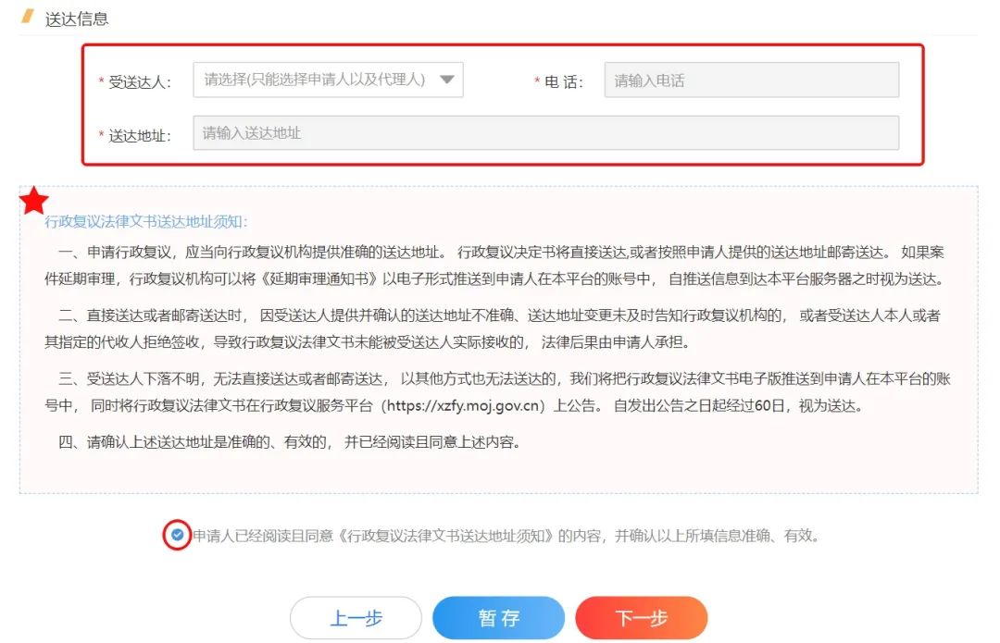 送达信息
* 受送达人： 请选择(只能选择申请人以及代理人) * 电 话： 请输入电话
* 送达地址： 请输入送达地址
行政复议法律文书送达地址须知：
一、申请行政复议，应当向行政复议机构提供准确的送达地址。 行政复议决定书将直接送达,或者按照申请人提供的送达地址邮寄送达。 如果案
件延期审理，行政复议机构可以将《延期审理通知书》以电子形式推送到申请人在本平台的账号中， 自推送信息到达本平台服务器之时视为送达。
二、直接送达或者邮寄送达时， 因受送达人提供并确认的送达地址不准确、送达地址变更未及时告知行政复议机构的， 或者受送达人本人或者
其指定的代收人拒绝签收，导致行政复议法律文书未能被受送达人实际接收的， 法律后果由申请人承担。
三、受送达人下落不明，无法直接送达或者邮寄送达， 以其他方式也无法送达的，我们将把行政复议法律文书电子版推送到申请人在本平台的账
号中， 同时将行政复议法律文书在行政复议服务平台（https://xzfy.moj.gov.cn）上公告。 自发出公告之日起经过60日，视为送达。
四、请确认上述送达地址是准确的、有效的， 并已经阅读且同意上述内容。
申请人已经阅读且同意《行政复议法律文书送达地址须知》的内容，并确认以上所填信息准确、有效。
上一步 暂 存 下一步